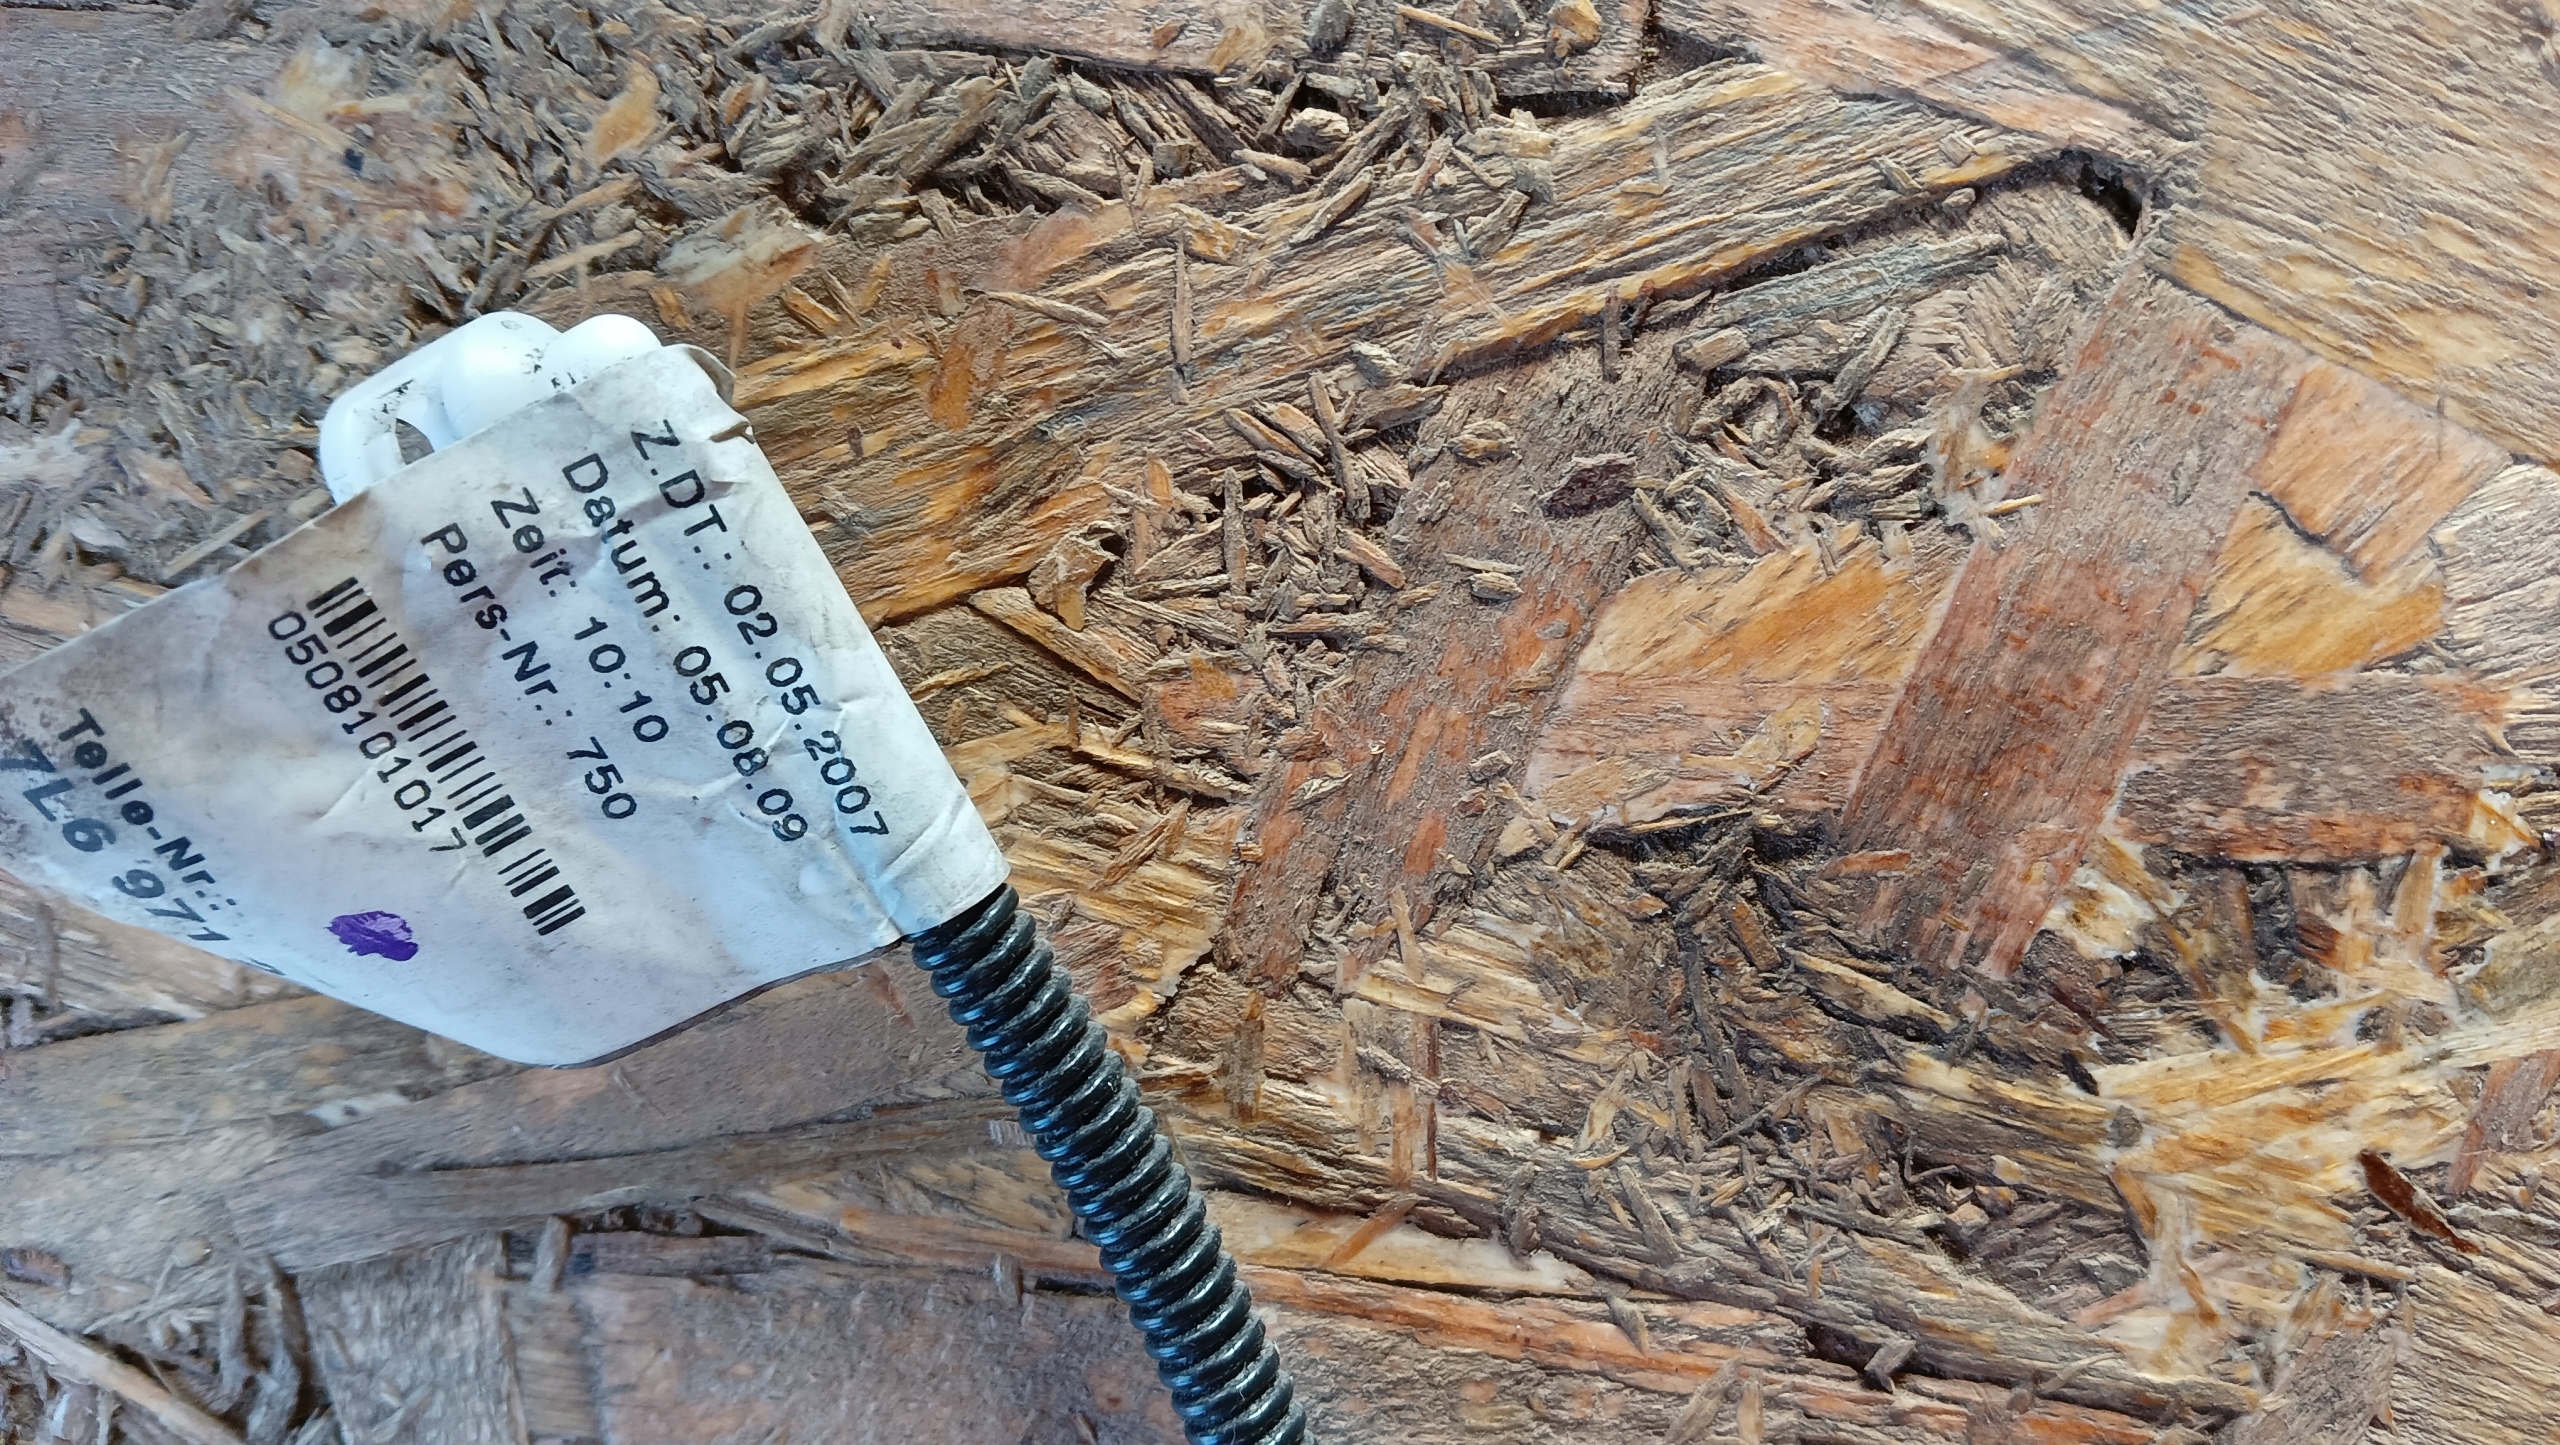 Z.DT.: 02.05.2007
Datum: 05.08.09
Zeit: 10:10
Pers-Nr.: 750
0508101017
Teile-Nr.:
7L6 971